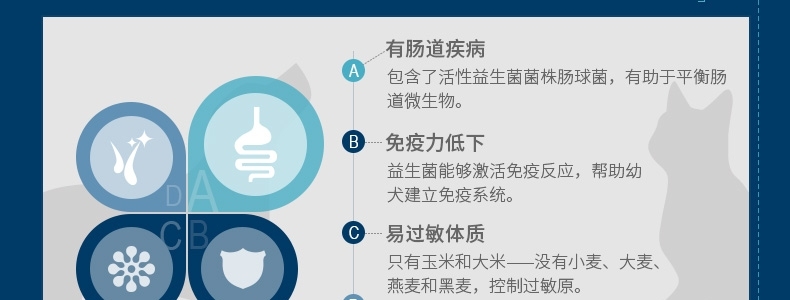 有肠道疾病
A
包含了活性益生菌菌株肠球菌，有助于平衡肠
道微生物。
B
免疫力低下
益生菌能够激活免疫反应，帮助幼
犬建立免疫系统。
C
易过敏体质
只有玉米和大米——没有小麦、大麦、
燕麦和黑麦，控制过敏原。
D A
C B